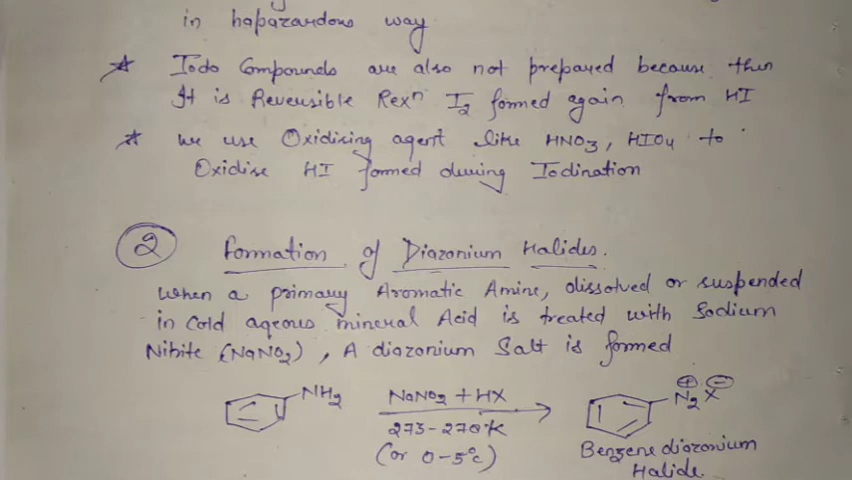 in hapazardous way
☆ Iodo Compounds are also not prepared because then
It is Reversible Rexⁿ I₂ formed again from HI
☆ We use Oxidising agent like HNO₃, HIO₄ to
Oxidise HI formed during Iodination
② Formation of Diazonium Halides.
When a primary Aromatic Amine, dissolved or suspended
in cold aqeous mineral Acid is treated with Sodium
Nitite (NaNO₂), A diazonium Salt is formed
NH₂ NaNO₂ + HX N₂ X ⊕ ⊖
273-278°K
(or 0-5°C) Benzene diazonium
Halide